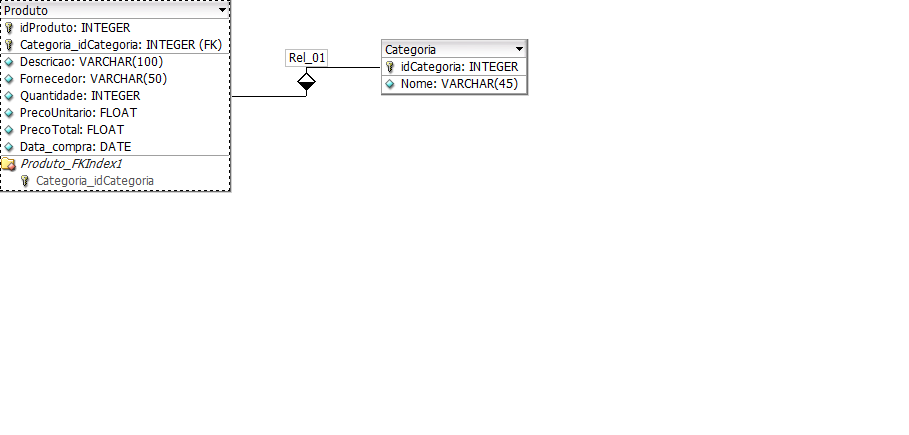 Produto
idProduto: INTEGER
Categoria_idCategoria: INTEGER (FK)
Descricao: VARCHAR(100)
Fornecedor: VARCHAR(50)
Quantidade: INTEGER
PrecoUnitario: FLOAT
PrecoTotal: FLOAT
Data_compra: DATE
Produto_FKIndex1
Categoria_idCategoria
Rel_01
Categoria
idCategoria: INTEGER
Nome: VARCHAR(45)